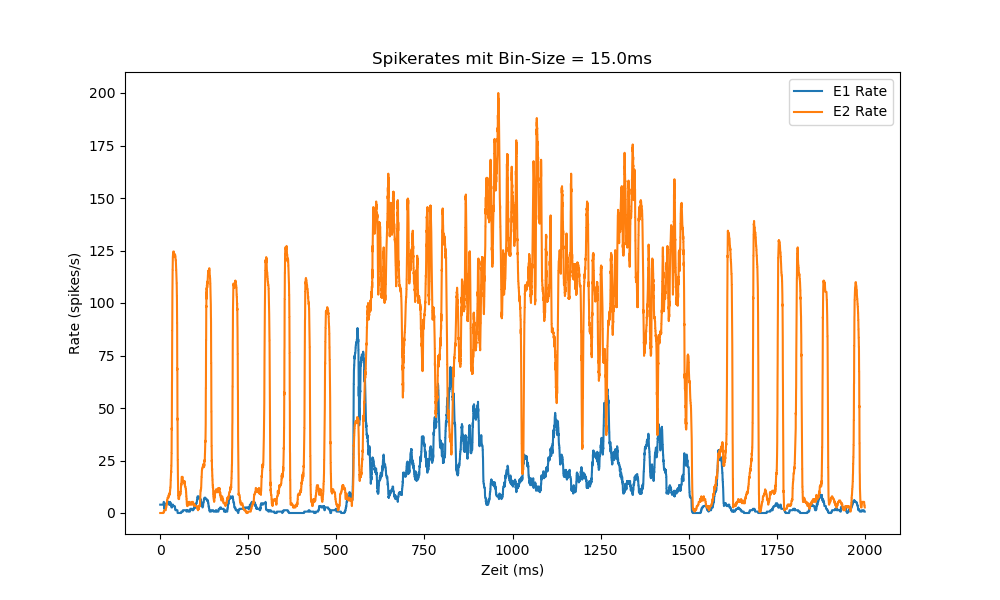 Spikerates mit Bin-Size = 15.0ms
E1 Rate
E2 Rate
200
175
150
125
100
75
50
25
0
Rate (spikes/s)
0 250 500 750 1000 1250 1500 1750 2000
Zeit (ms)